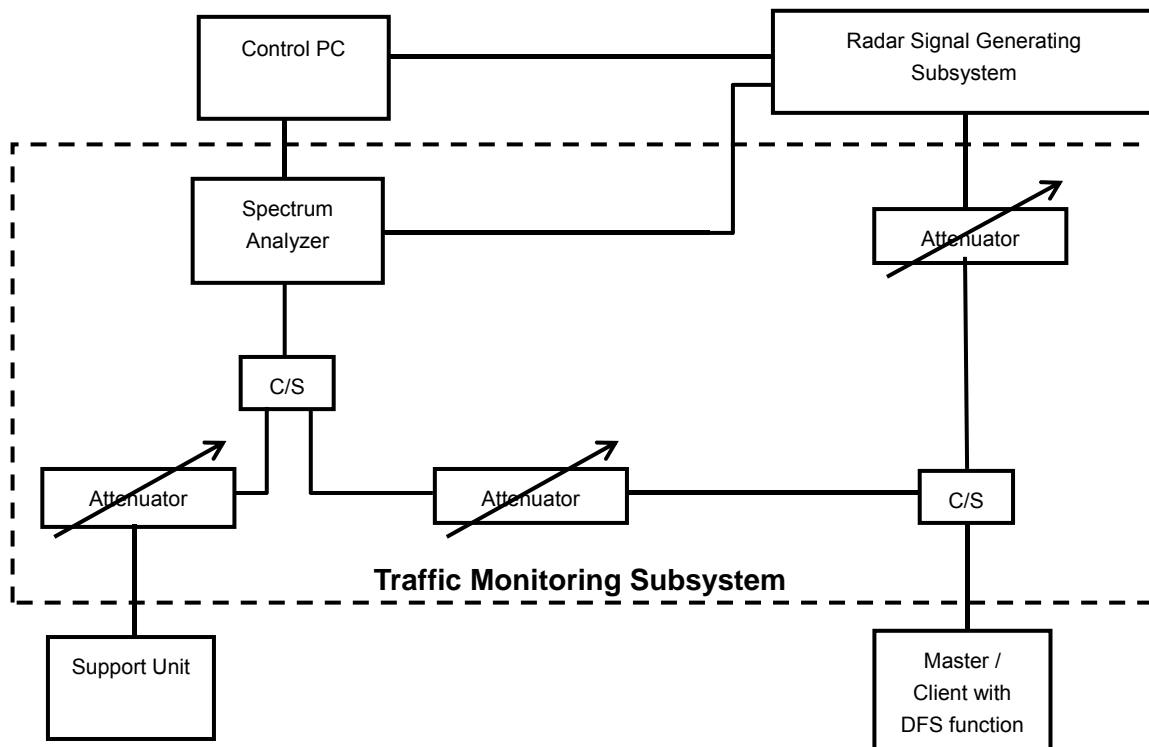 Control PC
Radar Signal Generating
Subsystem
Spectrum
Analyzer
Attenuator
C/S
Attenuator
Attenuator
C/S
Traffic Monitoring Subsystem
Support Unit
Master /
Client with
DFS function